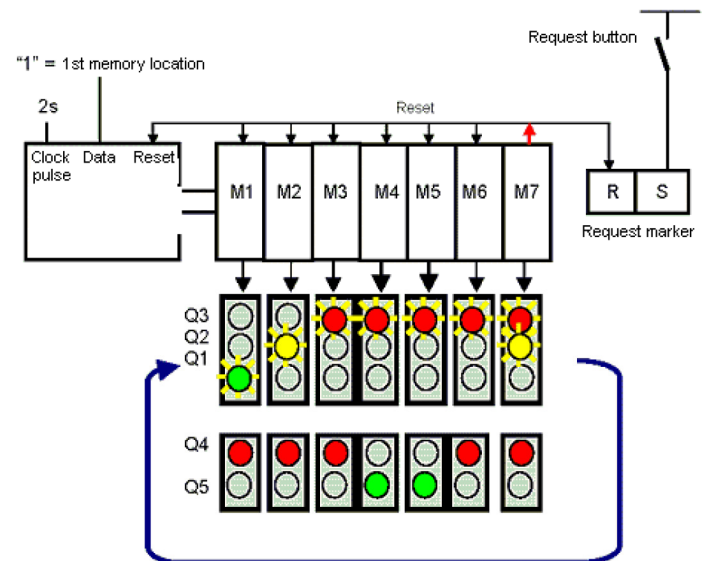 Request button
“1” = 1st memory location
2s
Reset
Clock pulse
Data
Reset
M1 M2 M3 M4 M5 M6 M7
R S
Request marker
Q3
Q2
Q1
Q4
Q5